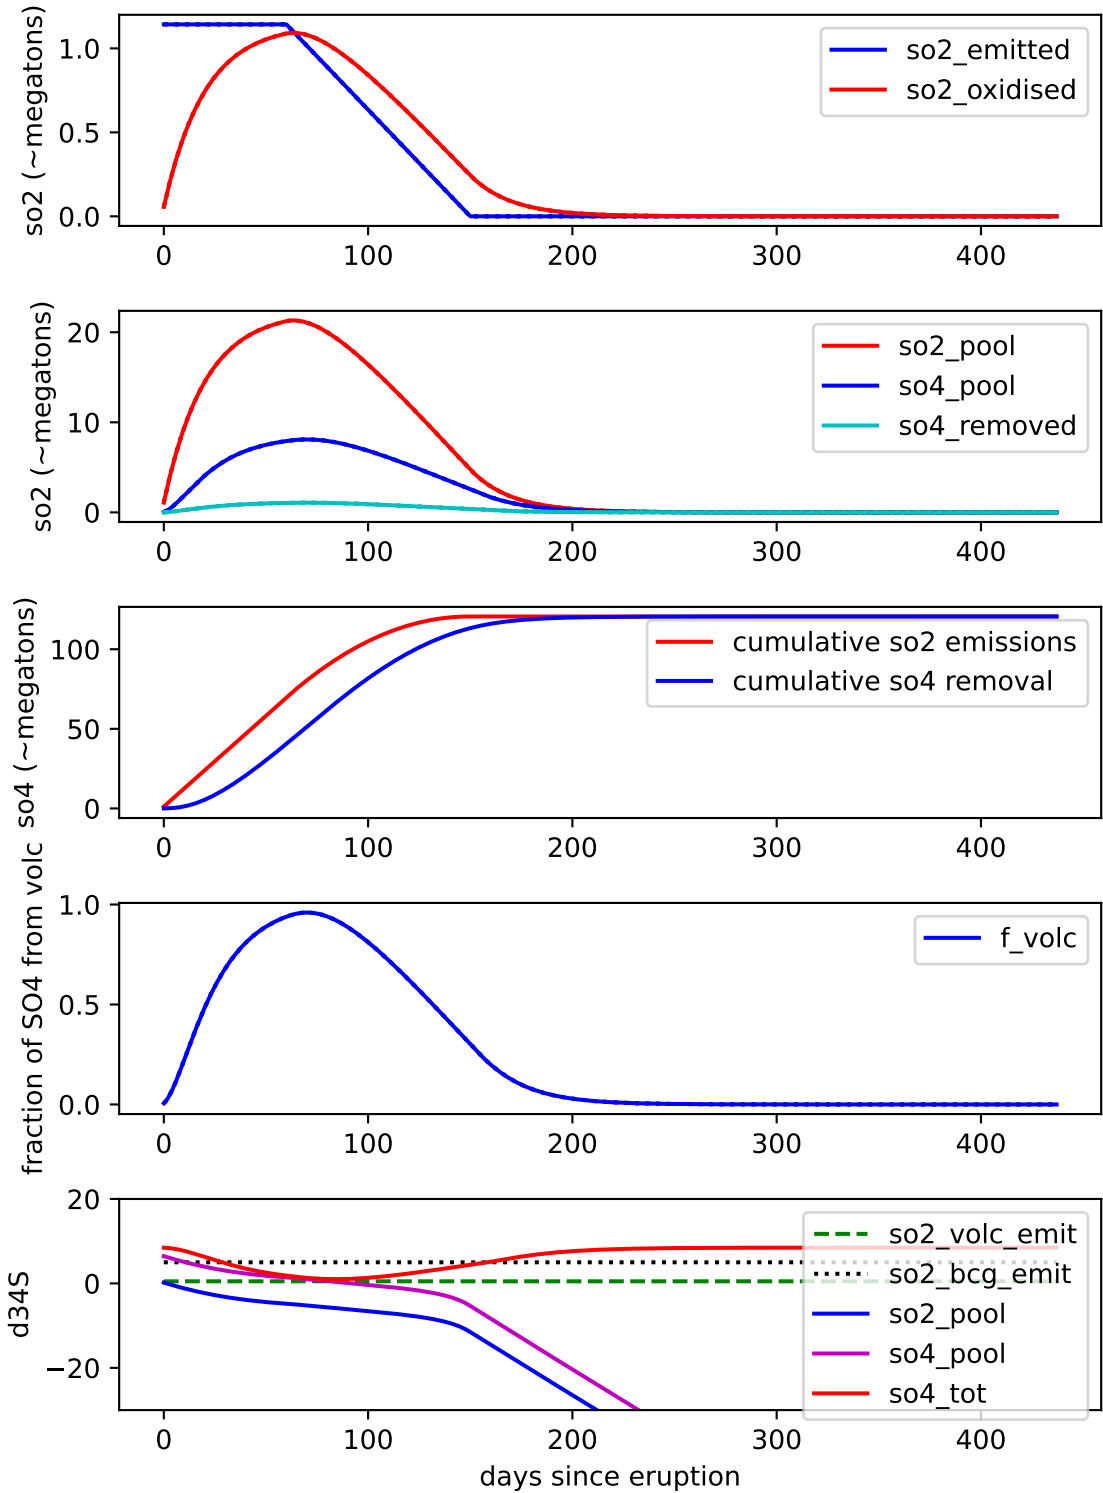 so2 (~megatons)
1.0
0.5
0.0
so2_emitted
so2_oxidised
0 100 200 300 400
so2 (~megatons)
20
10
0
so2_pool
so4_pool
so4_removed
0 100 200 300 400
so4 (~megatons)
100
50
0
cumulative so2 emissions
cumulative so4 removal
0 100 200 300 400
fraction of SO4 from volc
1.0
0.5
0.0
f_volc
0 100 200 300 400
d34S
20
0
−20
so2_volc_emit
so2_bcg_emit
so2_pool
so4_pool
so4_tot
0 100 200 300 400
days since eruption